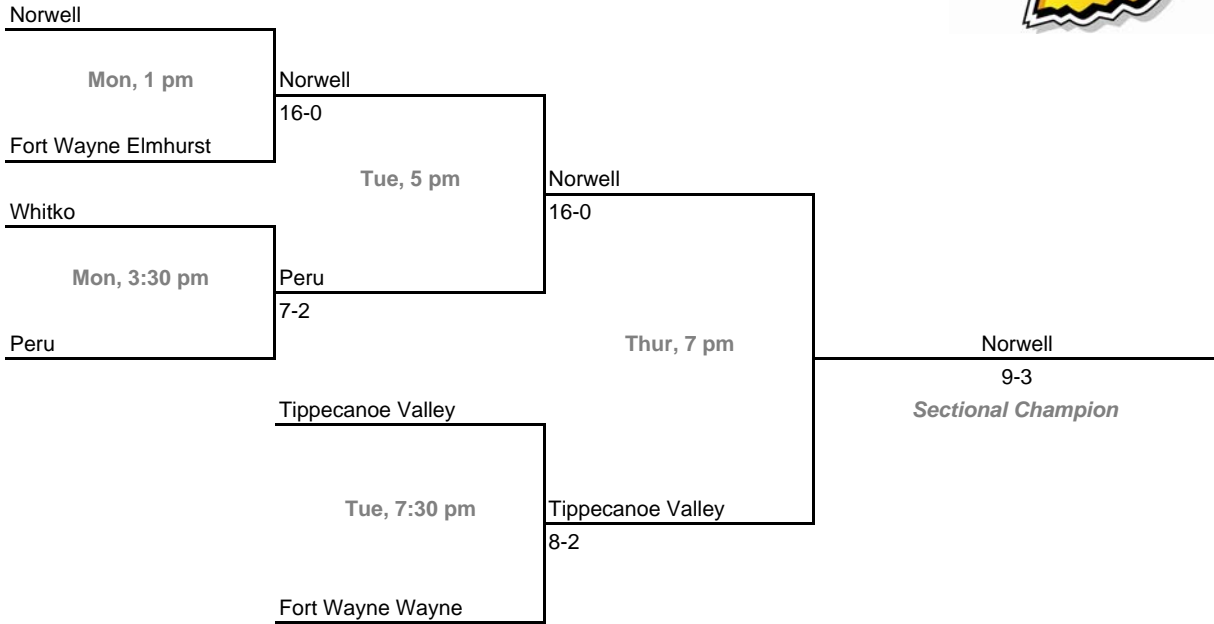 Norwell
Mon, 1 pm
Norwell
16-0
Fort Wayne Elmhurst
Tue, 5 pm
Norwell
Whitko
16-0
Mon, 3:30 pm
Peru
7-2
Peru
Thur, 7 pm
Norwell
9-3
Tippecanoe Valley
Sectional Champion
Tue, 7:30 pm
Tippecanoe Valley
8-2
Fort Wayne Wayne